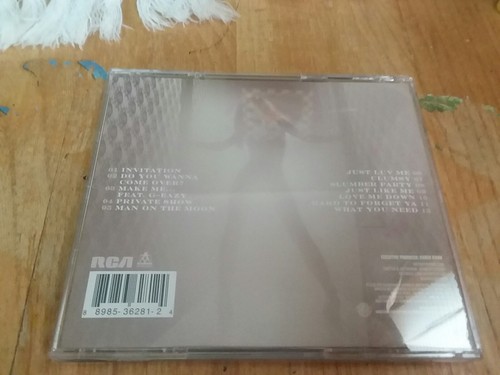 01 INVITATION
02 DO YOU WANNA
COME OVER?
03 MAKE ME...
FEAT. G-EAZY
04 PRIVATE SHOW
05 MAN ON THE MOON
JUST LUV ME 06
CLUMSY 07
SLUMBER PARTY 08
JUST LIKE ME 09
LOVE ME DOWN 10
HARD TO FORGET YA 11
WHAT YOU NEED 12
RCA
8 8985-36281-2 4